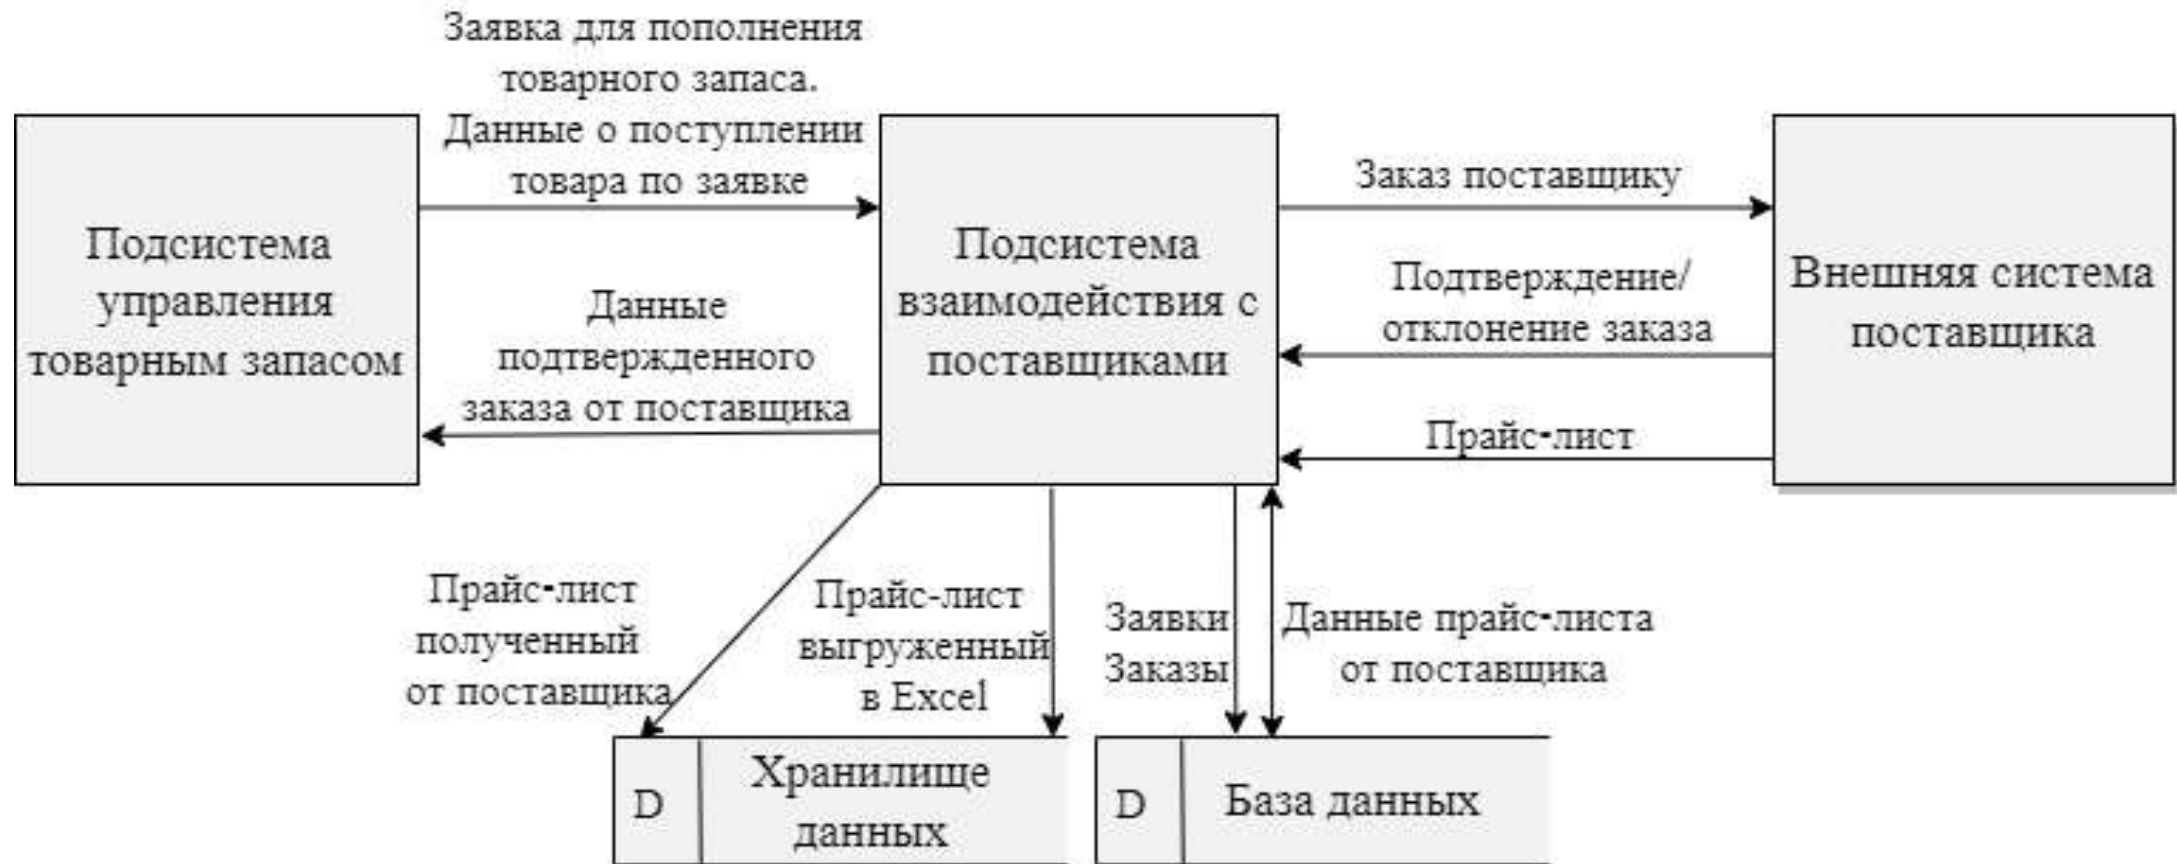 Заявка для пополнения
товарного запаса.
Данные о поступлении
товара по заявке
Подсистема
управления
товарным запасом
Данные
подтвержденного
заказа от поставщика
Подсистема
взаимодействия с
поставщиками
Заказ поставщику
Подтверждение/
отклонение заказа
Прайс-лист
Внешняя система
поставщика
Прайс-лист
полученный
от поставщика
Прайс-лист
выгруженный
в Excel
Заявки
Заказы
Данные прайс-листа
от поставщика
D
Хранилище
данных
D
База данных